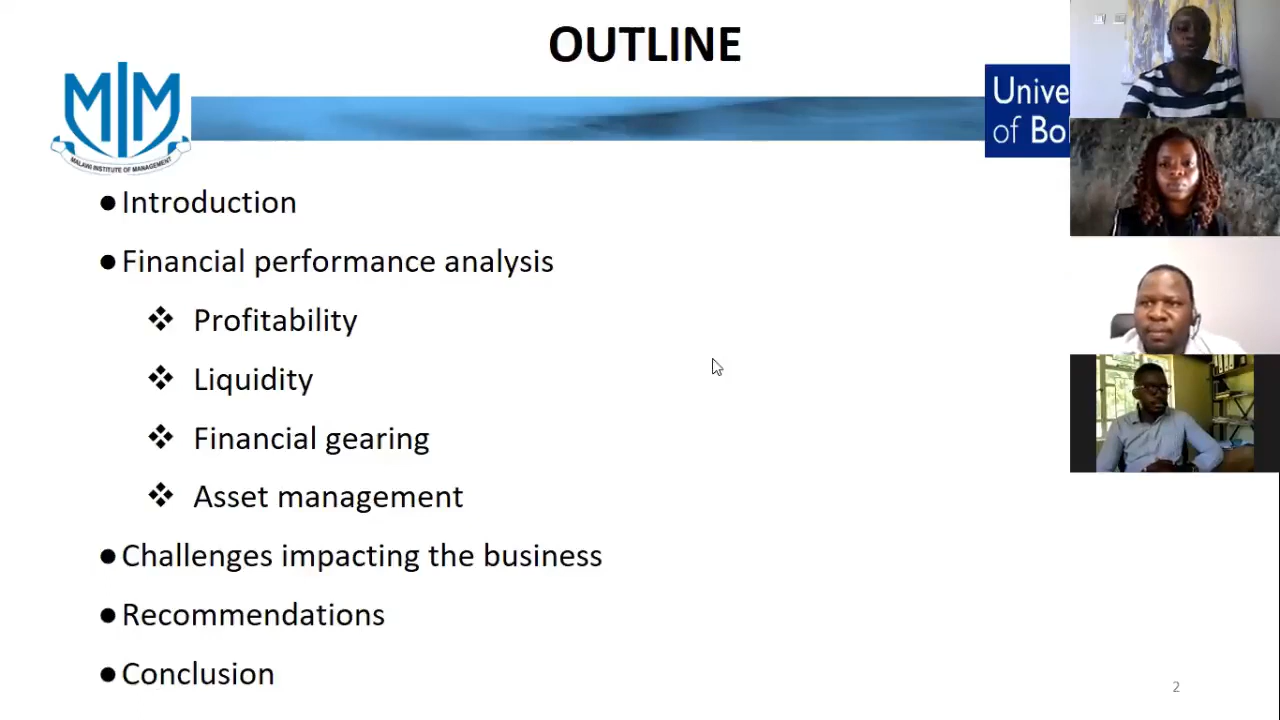 OUTLINE
MIM
MALAWI INSTITUTE OF MANAGEMENT
Unive
of Bo
●Introduction
●Financial performance analysis
❖ Profitability
❖ Liquidity
❖ Financial gearing
❖ Asset management
●Challenges impacting the business
●Recommendations
●Conclusion
2